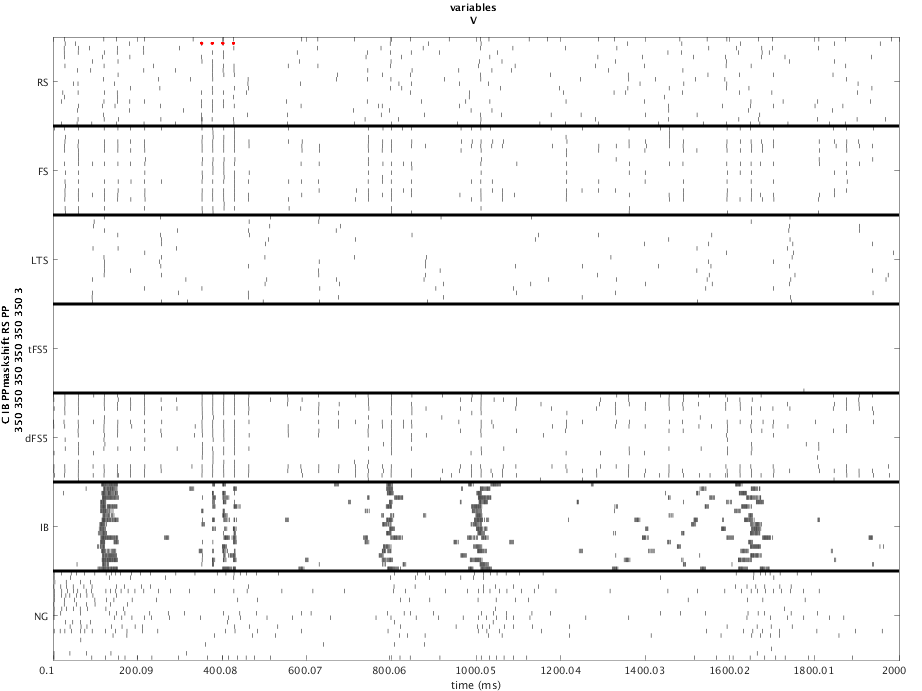 variables
V
RS
FS
LTS
tFS5
dFS5
IB
NG
C IB PPmaskshift RS PP
350 350 350 350 350 350 3
0.1 200.09 400.08 600.07 800.06 1000.05 1200.04 1400.03 1600.02 1800.01 2000
time (ms)